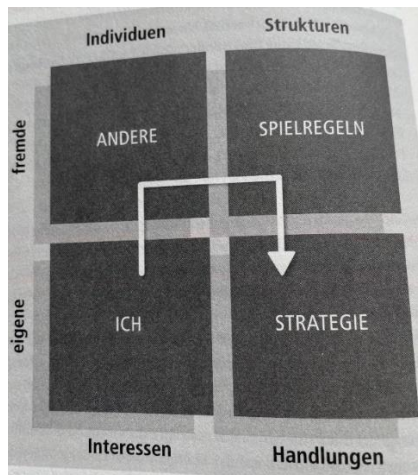 Individuen
Strukturen
fremde
ANDERE
SPIELREGELN
eigene
ICH
STRATEGIE
Interessen
Handlungen